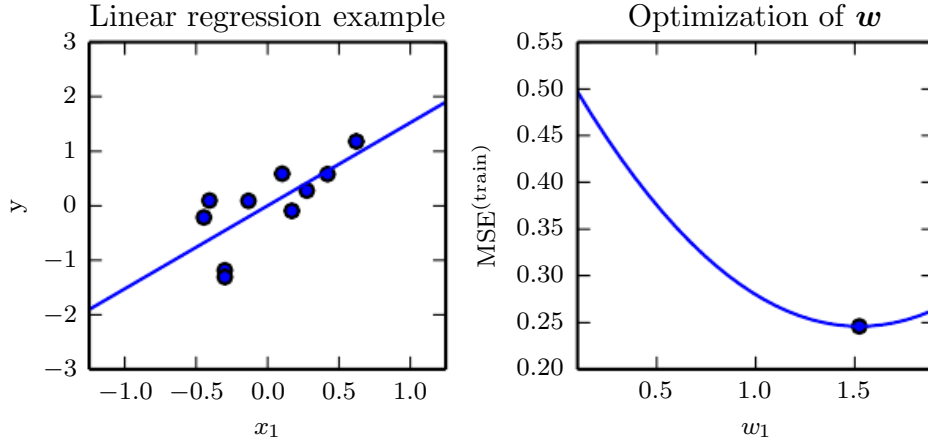 Linear regression example
3
2
1
0
−1
−2
−3
y
−1.0 −0.5 0.0 0.5 1.0
x₁
Optimization of w
0.55
0.50
0.45
0.40
0.35
0.30
0.25
0.20
MSE⁽ᵗʳᵃⁱⁿ⁾
0.5 1.0 1.5
w₁